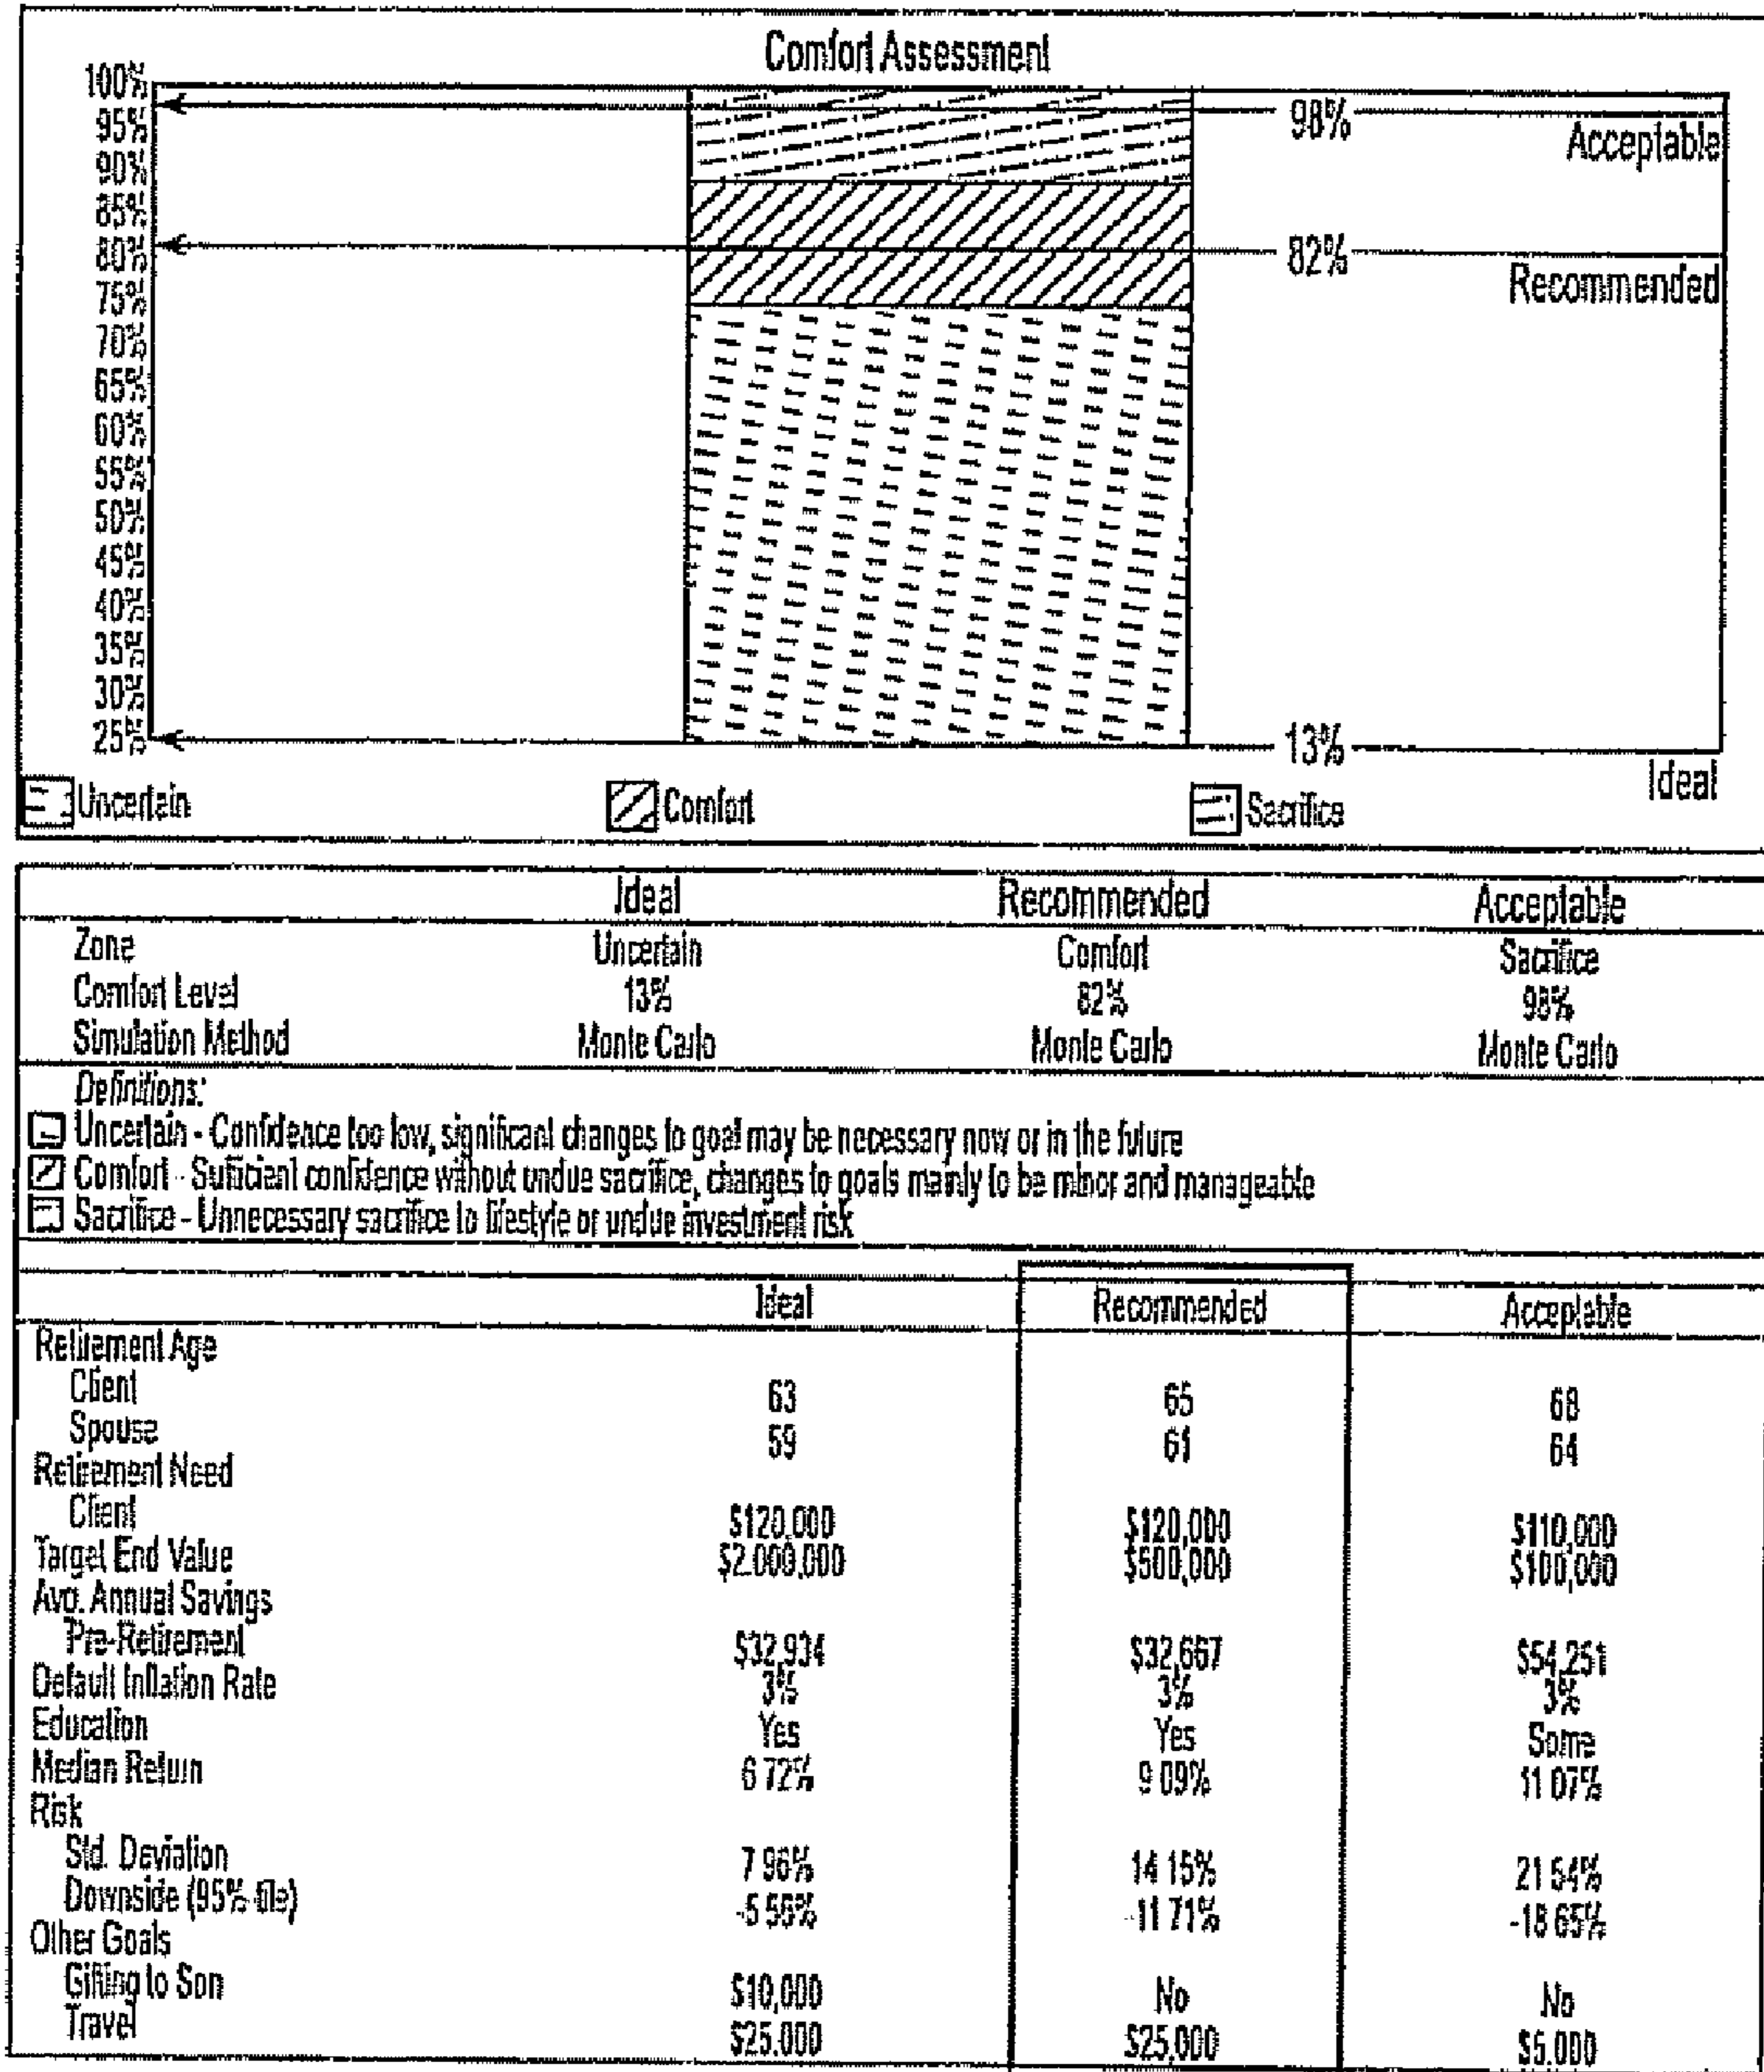 Comfort Assessment
100%
95%
90%
85%
80%
75%
70%
65%
60%
55%
50%
45%
40%
35%
30%
25%
98%
Acceptable
82%
Recommended
13%
Ideal
Uncertain Comfort Sacrifice
Ideal Recommended Acceptable
Zone Uncertain Comfort Sacrifice
Comfort Level 13% 82% 98%
Simulation Method Monte Carlo Monte Carlo Monte Carlo
Definitions:
Uncertain - Confidence too low, significant changes to goal may be necessary now or in the future
Comfort - Sufficient confidence without undue sacrifice, changes to goals mainly to be minor and manageable
Sacrifice - Unnecessary sacrifice to lifestyle or undue investment risk
Ideal Recommended Acceptable
Retirement Age
Client 63 65 68
Spouse 59 61 64
Retirement Need
Client $120,000 $120,000 $110,000
Target End Value $2,000,000 $500,000 $100,000
Avg. Annual Savings
Pre-Retirement $32,934 $32,667 $54,251
Default Inflation Rate 3% 3% 3%
Education Yes Yes Some
Median Return 6 72% 9 09% 11 07%
Risk
Std. Deviation 7 96% 14 15% 21 54%
Downside (95%-tile) -5 56% -11 71% -18 65%
Other Goals
Gifting to Son $10,000 No No
Travel $25,000 $25,000 $5,000